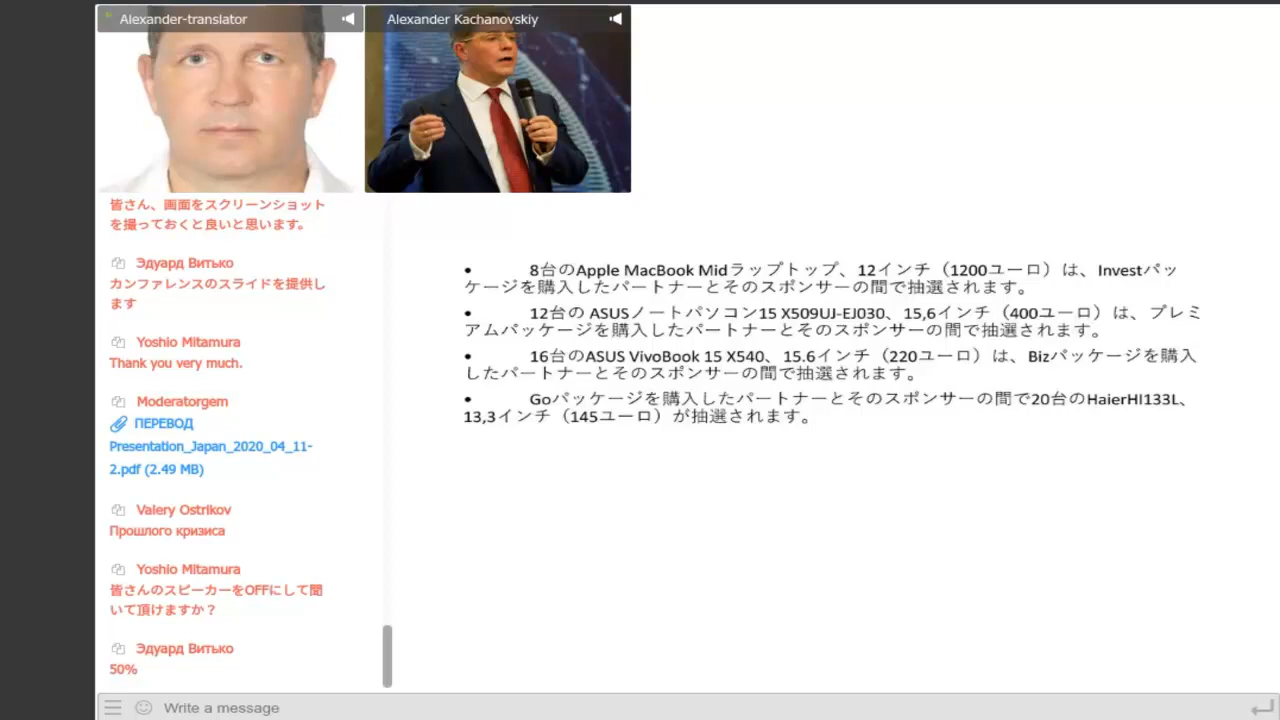 Alexander-translator
Alexander Kachanovskiy
皆さん、画面をスクリーンショット
を撮っておくと良いと思います。
Эдуард Витько
カンファレンスのスライドを提供し
ます
Yoshio Mitamura
Thank you very much.
Moderatorgem
ПЕРЕВОД
Presentation_Japan_2020_04_11-
2.pdf (2.49 MB)
Valery Ostrikov
Прошлого кризиса
Yoshio Mitamura
皆さんのスピーカーをOFFにして聞
いて頂けますか？
Эдуард Витько
50%
Write a message
• 8台のApple MacBook Midラップトップ、12インチ（1200ユーロ）は、Investパッ
ケージを購入したパートナーとそのスポンサーの間で抽選されます。
• 12台の ASUSノートパソコン15 X509UJ-EJ030、15,6インチ（400ユーロ）は、プレミ
アムパッケージを購入したパートナーとそのスポンサーの間で抽選されます。
• 16台のASUS VivoBook 15 X540、15.6インチ（220ユーロ）は、Bizパッケージを購入
したパートナーとそのスポンサーの間で抽選されます。
• Goパッケージを購入したパートナーとそのスポンサーの間で20台のHaierHI133L、
13,3インチ（145ユーロ）が抽選されます。